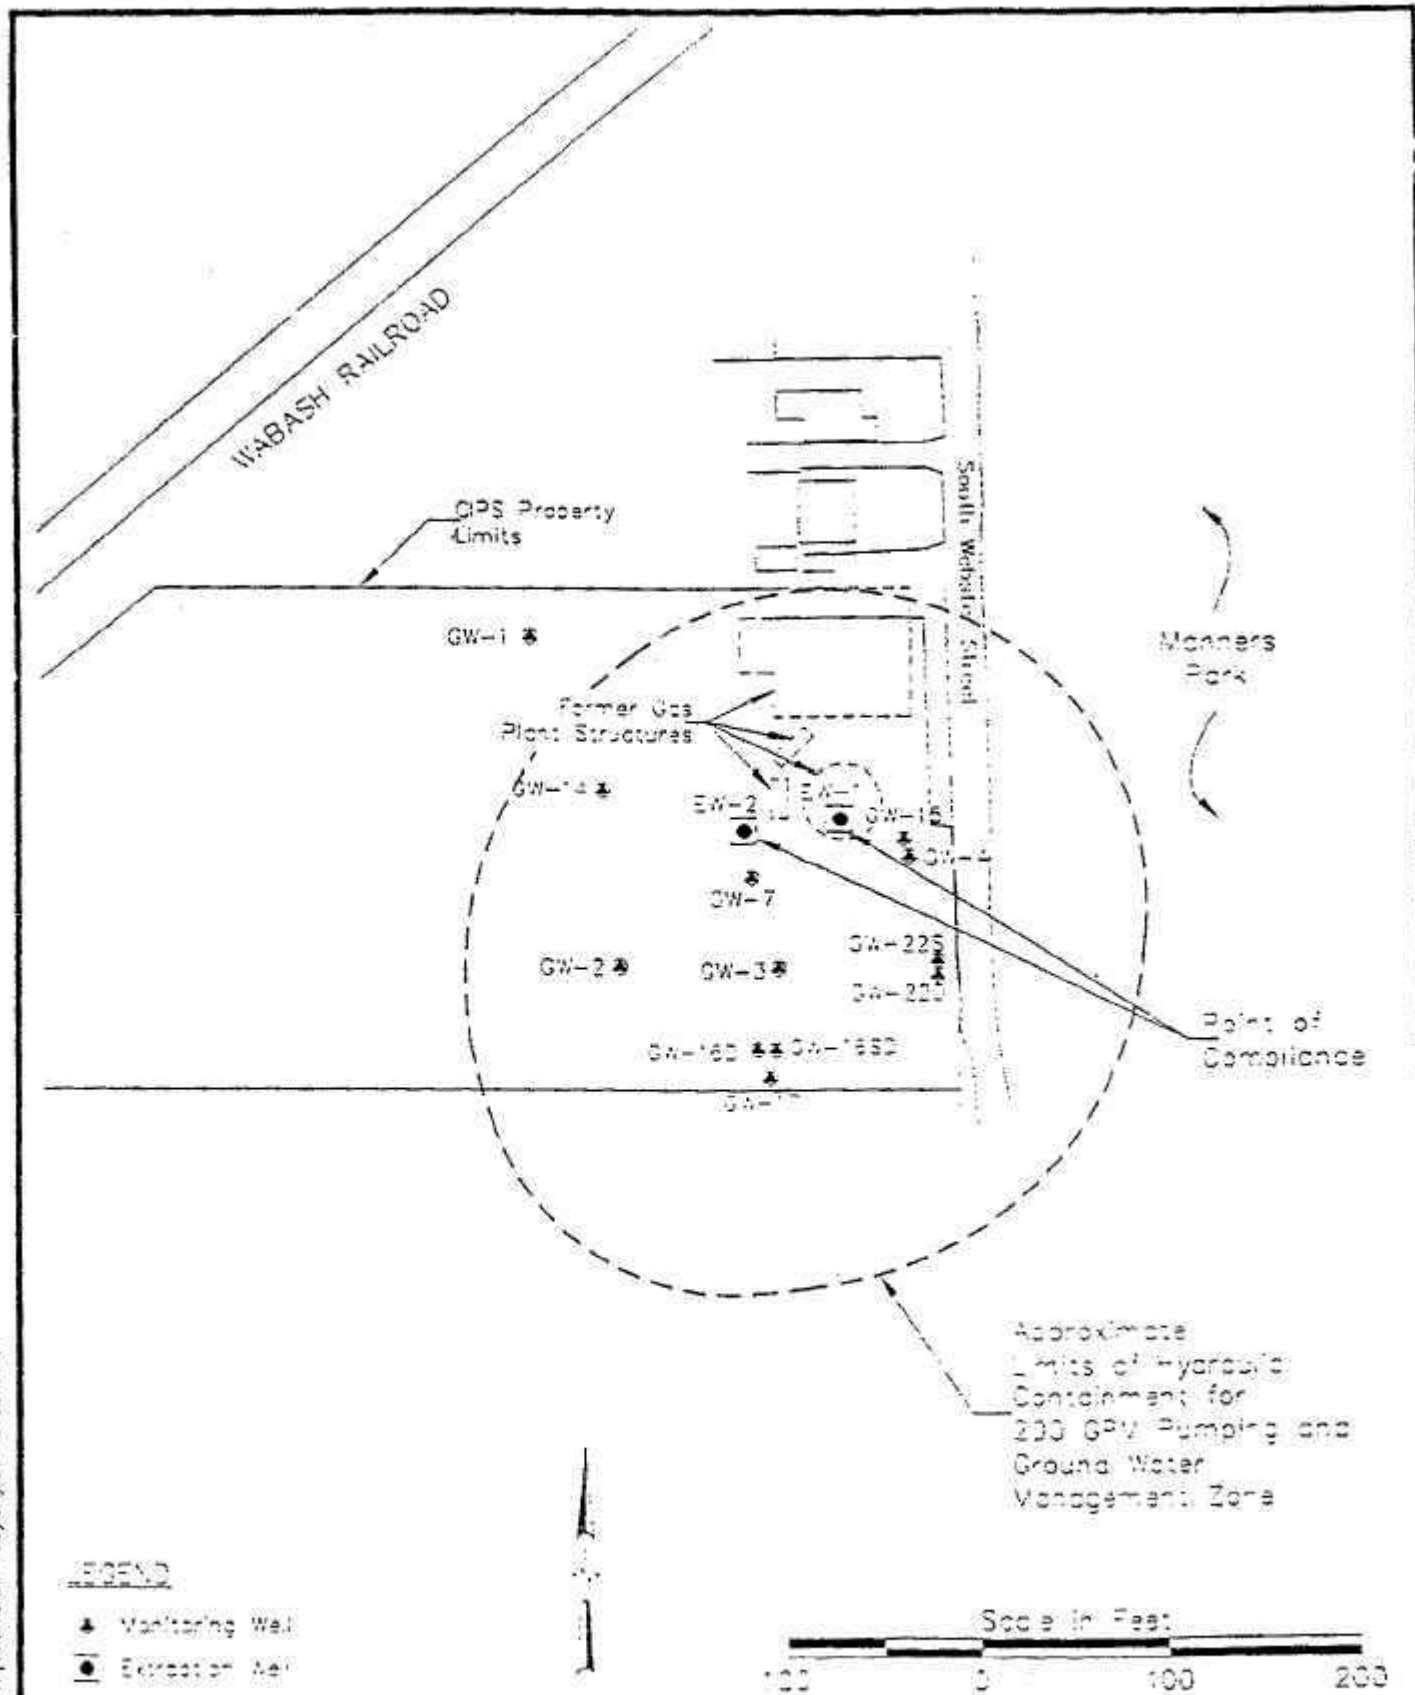 WABASH RAILROAD
CIPS Property
Limits
South Webster Street
GW-1
Manners
Park
Former Gas
Plant Structures
GW-14
EW-2
EW-1
GW-15
GW-7
GW-22S
GW-2
GW-3
GW-22D
GW-16D
GW-17
Point of
Compliance
Approximate
Limits of Hydraulic
Containment for
200 GPM Pumping and
Ground Water
Management Zone
LEGEND
Monitoring Well
Extraction Well
Scale in Feet
100 0 100 200